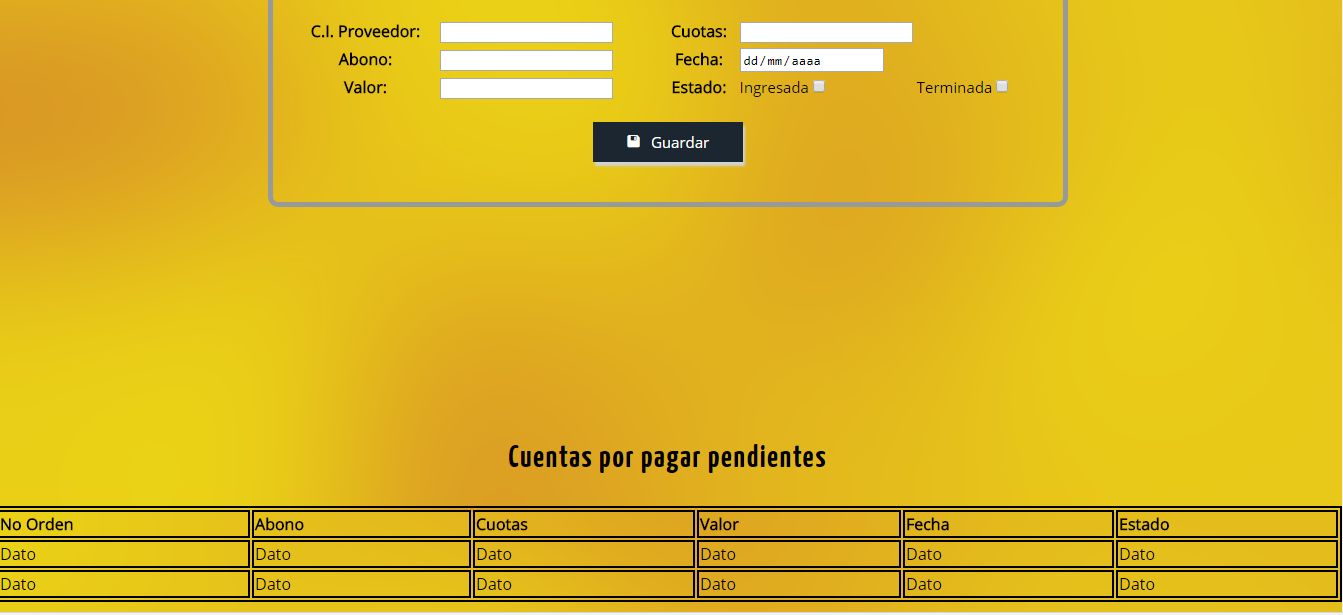 C.I. Proveedor: Cuotas:
Abono: Fecha: dd/mm/aaaa
Valor: Estado: Ingresada Terminada
Guardar
Cuentas por pagar pendientes
No Orden Abono Cuotas Valor Fecha Estado
Dato Dato Dato Dato Dato Dato
Dato Dato Dato Dato Dato Dato